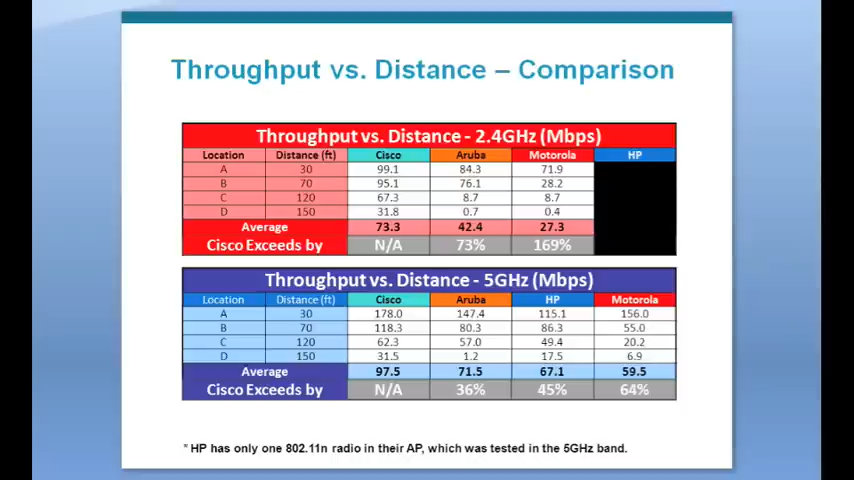 Throughput vs. Distance – Comparison
Throughput vs. Distance - 2.4GHz (Mbps)
Location Distance (ft) Cisco Aruba Motorola HP
A 30 99.1 84.3 71.9
B 70 95.1 76.1 28.2
C 120 67.3 8.7 8.7
D 150 31.8 0.7 0.4
Average 73.3 42.4 27.3
Cisco Exceeds by N/A 73% 169%
Throughput vs. Distance - 5GHz (Mbps)
Location Distance (ft) Cisco Aruba HP Motorola
A 30 178.0 147.4 115.1 156.0
B 70 118.3 80.3 86.3 55.0
C 120 62.3 57.0 49.4 20.2
D 150 31.5 1.2 17.5 6.9
Average 97.5 71.5 67.1 59.5
Cisco Exceeds by N/A 36% 45% 64%
* HP has only one 802.11n radio in their AP, which was tested in the 5GHz band.